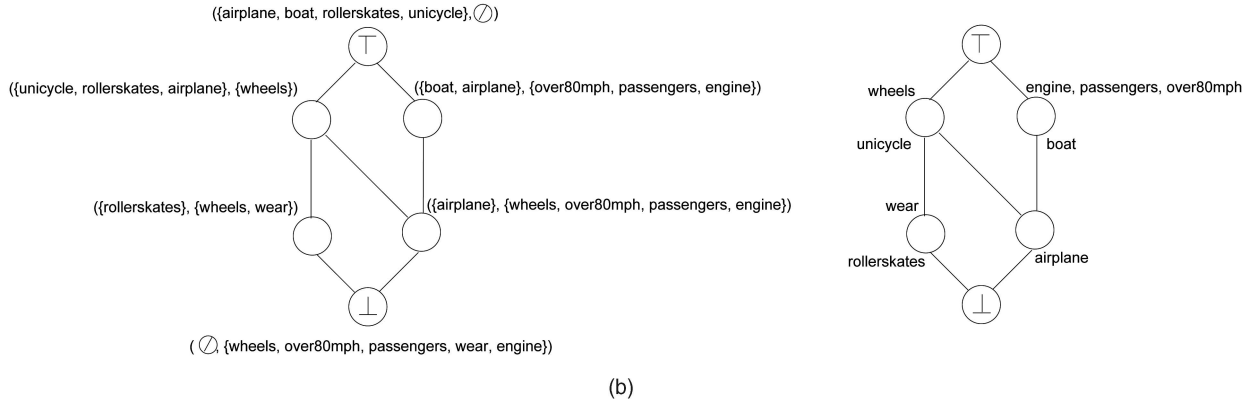 ({airplane, boat, rollerskates, unicycle},∅)
⊤
({unicycle, rollerskates, airplane}, {wheels})
({boat, airplane}, {over80mph, passengers, engine})
({rollerskates}, {wheels, wear})
({airplane}, {wheels, over80mph, passengers, engine})
⊥
( ∅, {wheels, over80mph, passengers, wear, engine})
⊤
wheels
engine, passengers, over80mph
unicycle
boat
wear
rollerskates
airplane
⊥
(b)